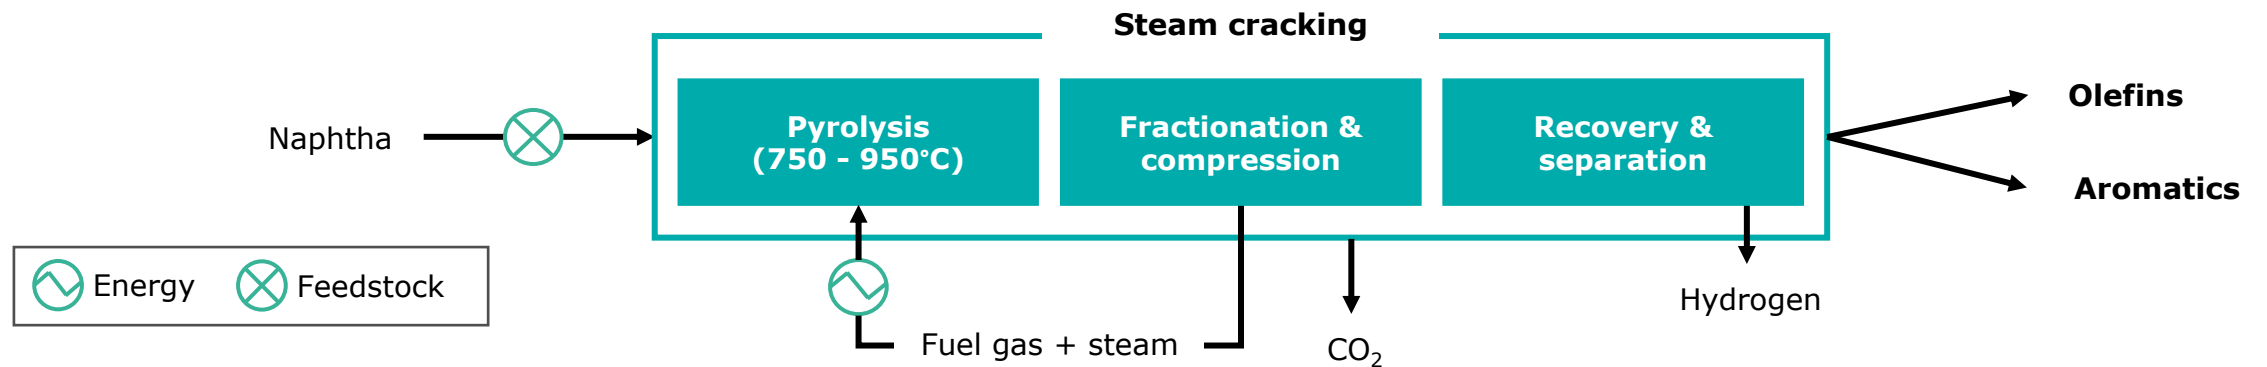 Steam cracking
Naphtha
Pyrolysis
(750 – 950°C)
Fractionation &
compression
Recovery &
separation
Olefins
Aromatics
Energy
Feedstock
Fuel gas + steam
CO₂
Hydrogen